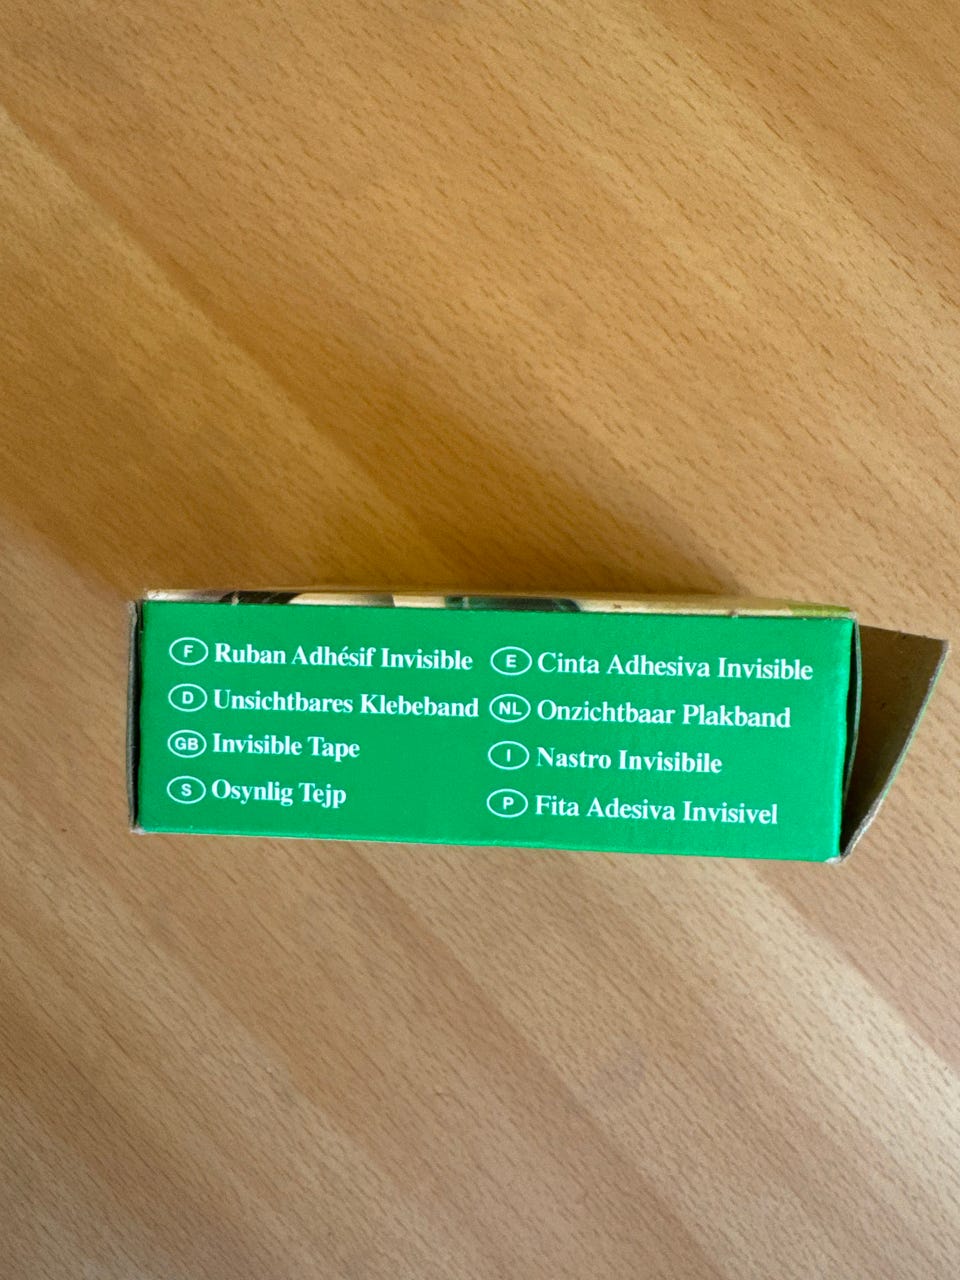 F Ruban Adhésif Invisible
D Unsichtbares Klebeband
GB Invisible Tape
S Osynlig Tejp
E Cinta Adhesiva Invisible
NL Onzichtbaar Plakband
I Nastro Invisibile
P Fita Adesiva Invisivel